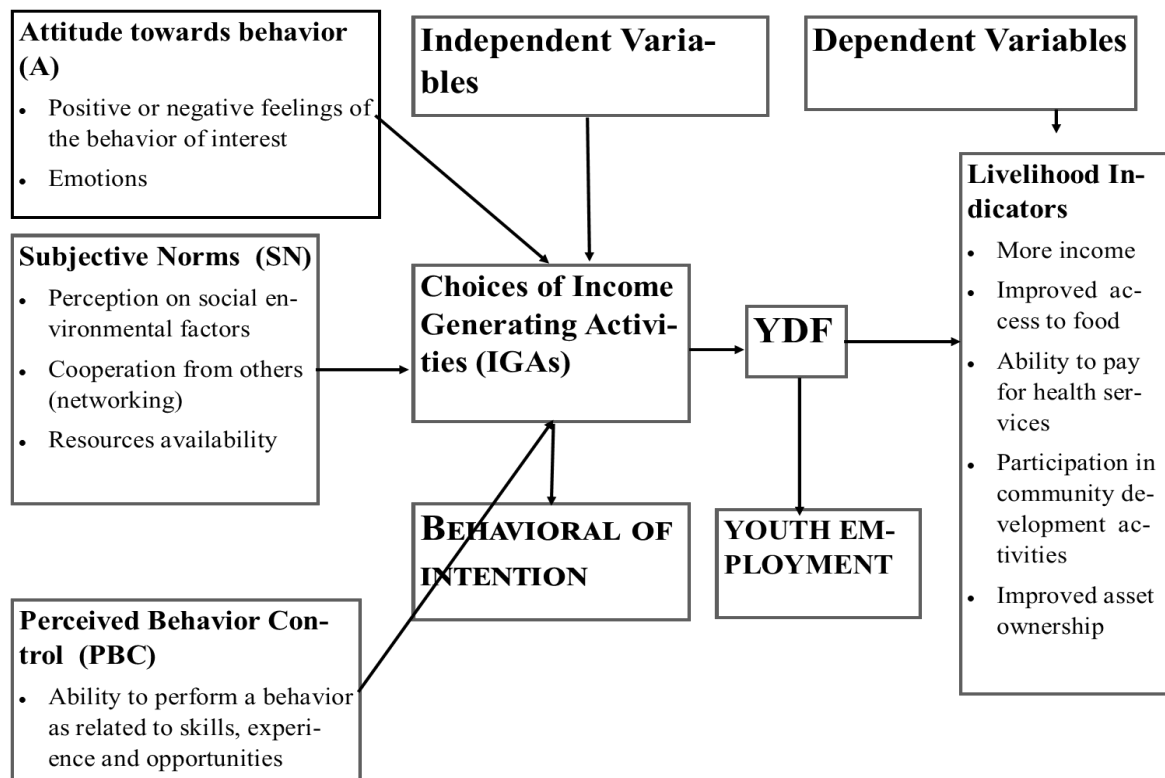 Attitude towards behavior
(A)
• Positive or negative feelings of
the behavior of interest
• Emotions
Independent Varia-
bles
Dependent Variables
Subjective Norms (SN)
• Perception on social en-
vironmental factors
• Cooperation from others
(networking)
• Resources availability
Choices of Income
Generating Activi-
ties (IGAs)
YDF
Livelihood In-
dicators
• More income
• Improved ac-
cess to food
• Ability to pay
for health ser-
vices
• Participation in
community de-
velopment ac-
tivities
• Improved asset
ownership
BEHAVIORAL OF
INTENTION
YOUTH EM-
PLOYMENT
Perceived Behavior Con-
trol (PBC)
• Ability to perform a behavior
as related to skills, experi-
ence and opportunities